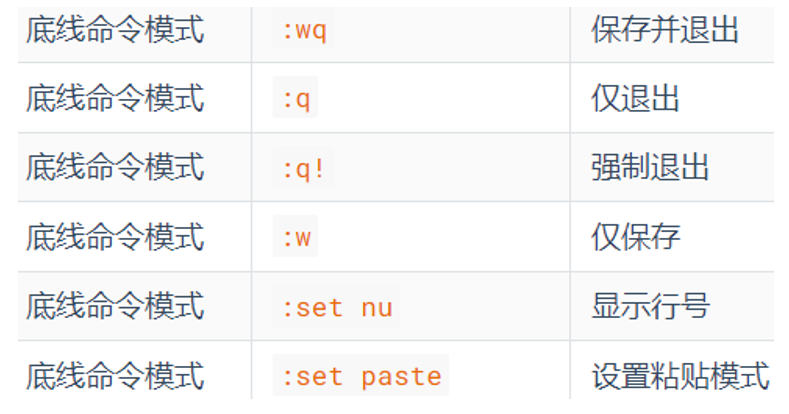 底线命令模式 :wq 保存并退出
底线命令模式 :q 仅退出
底线命令模式 :q! 强制退出
底线命令模式 :w 仅保存
底线命令模式 :set nu 显示行号
底线命令模式 :set paste 设置粘贴模式